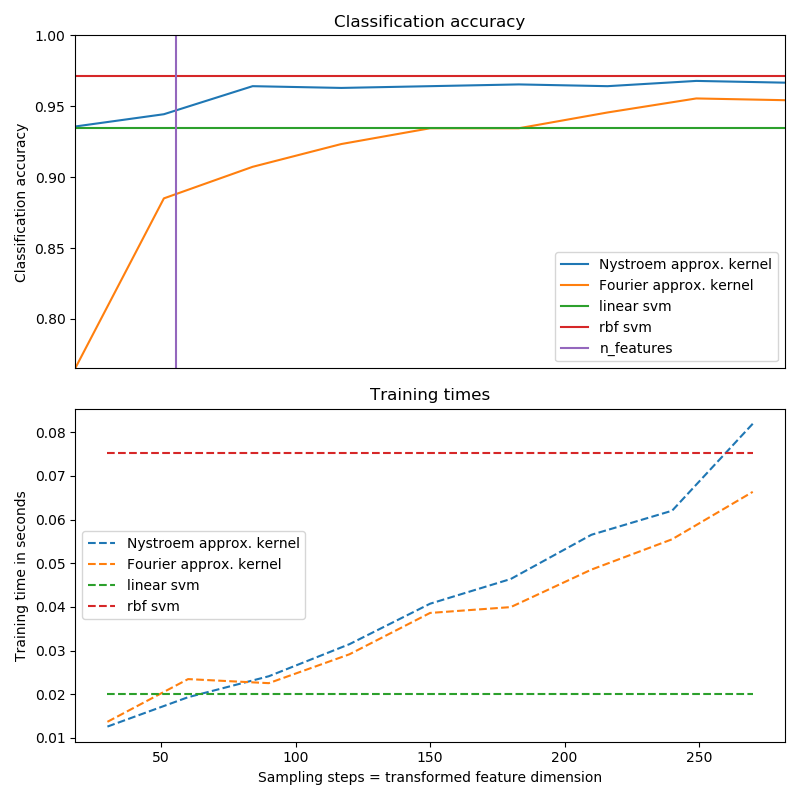 Classification accuracy
Classification accuracy
1.00
0.95
0.90
0.85
0.80
Nystroem approx. kernel
Fourier approx. kernel
linear svm
rbf svm
n_features
Training times
Training time in seconds
0.08
0.07
0.06
0.05
0.04
0.03
0.02
0.01
Nystroem approx. kernel
Fourier approx. kernel
linear svm
rbf svm
50 100 150 200 250
Sampling steps = transformed feature dimension